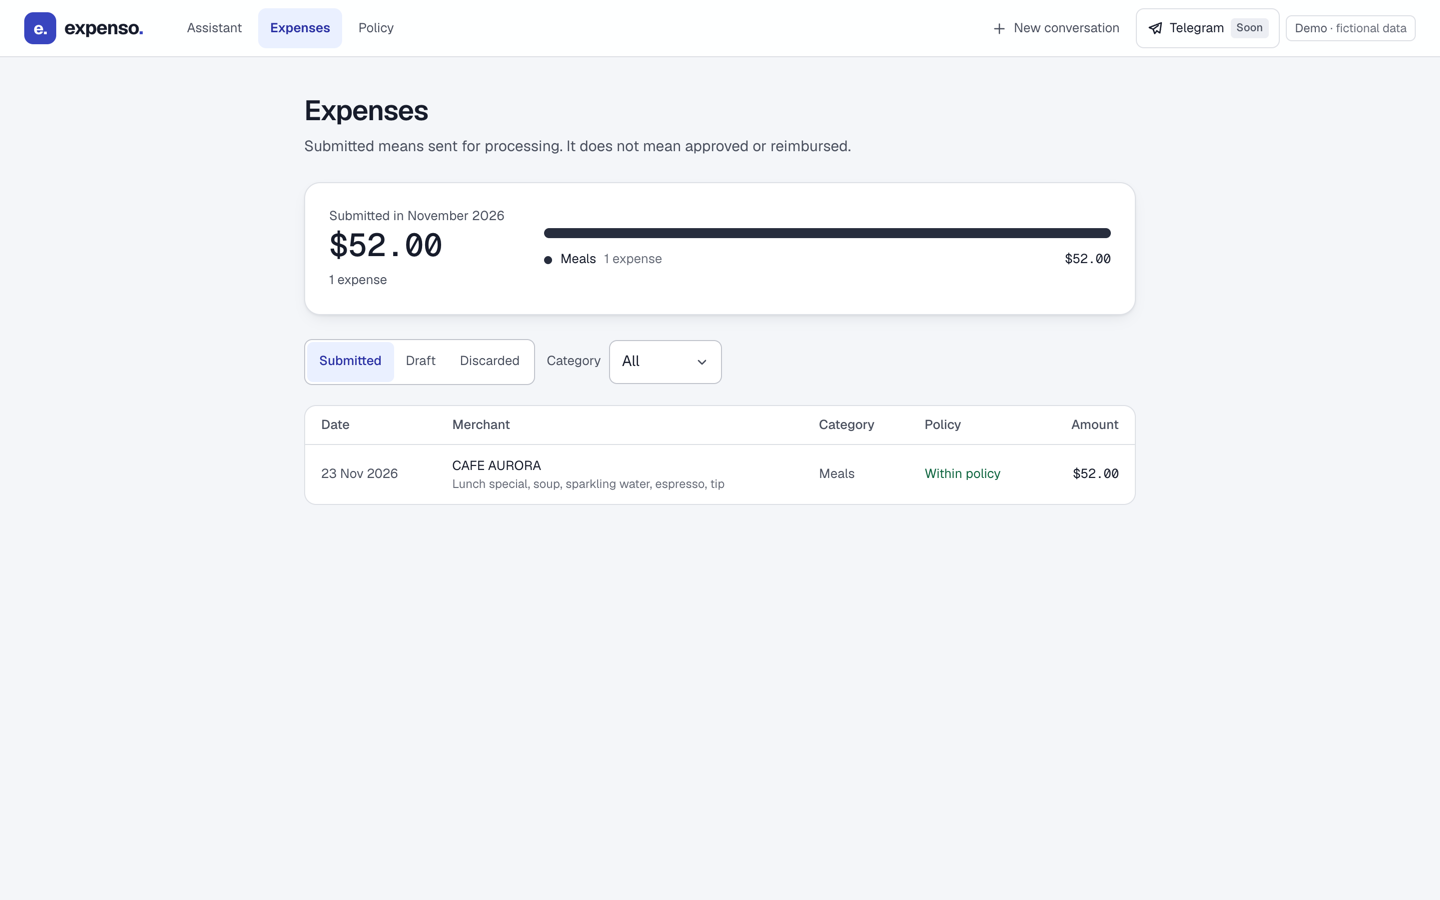 e. expenso. Assistant Expenses Policy + New conversation Telegram Soon Demo · fictional data
Expenses
Submitted means sent for processing. It does not mean approved or reimbursed.
Submitted in November 2026
$52.00
1 expense
Meals 1 expense $52.00
Submitted Draft Discarded Category All
Date Merchant Category Policy Amount
23 Nov 2026 CAFE AURORA Meals Within policy $52.00
Lunch special, soup, sparkling water, espresso, tip